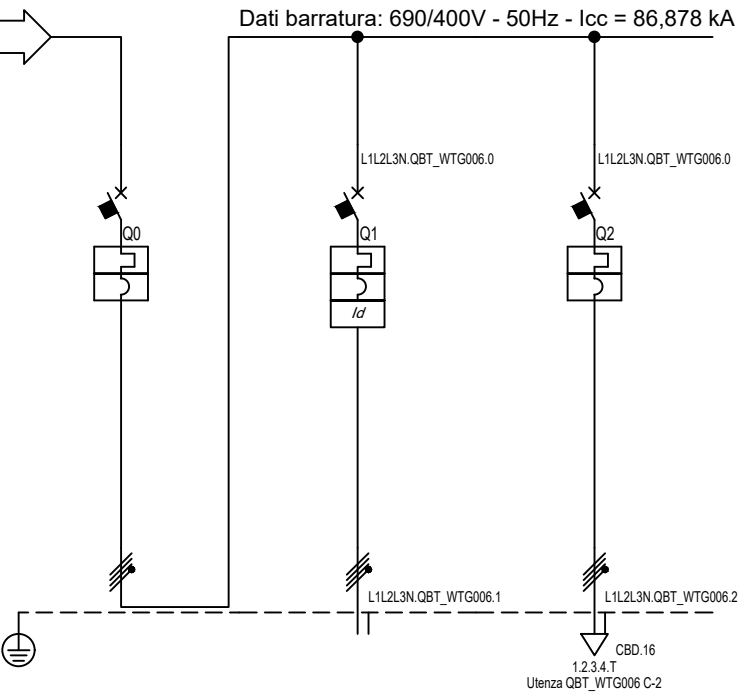 Dati barratura: 690/400V - 50Hz - Icc = 86,878 kA
L1L2L3N.QBT_WTG006.0
L1L2L3N.QBT_WTG006.0
Q0
Q1
Q2
Id
L1L2L3N.QBT_WTG006.1
L1L2L3N.QBT_WTG006.2
CBD.16
1.2.3.4.T
Utenza QBT_WTG006 C-2